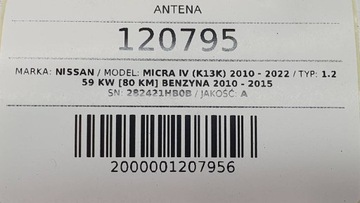 ANTENA
120795
MARKA: NISSAN / MODEL: MICRA IV (K13K) 2010 - 2022 / TYP: 1.2
59 KW [80 KM] BENZYNA 2010 - 2015
SN: 282421HB0B / JAKOŚĆ: A
2000001207956